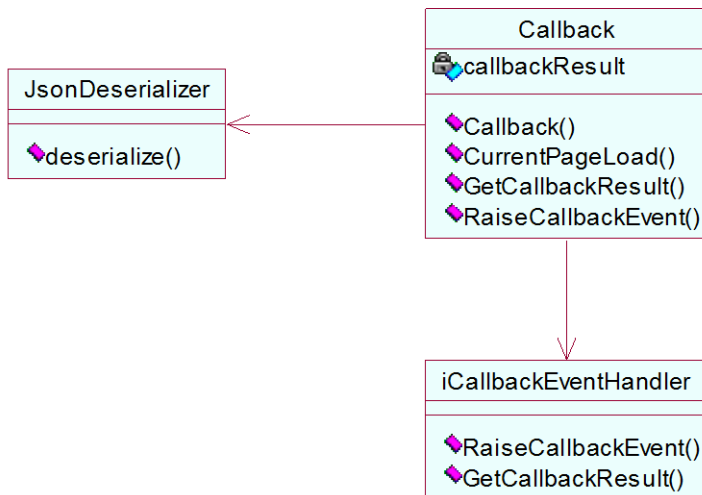 Callback
callbackResult
Callback()
CurrentPageLoad()
GetCallbackResult()
RaiseCallbackEvent()
JsonDeserializer
deserialize()
iCallbackEventHandler
RaiseCallbackEvent()
GetCallbackResult()